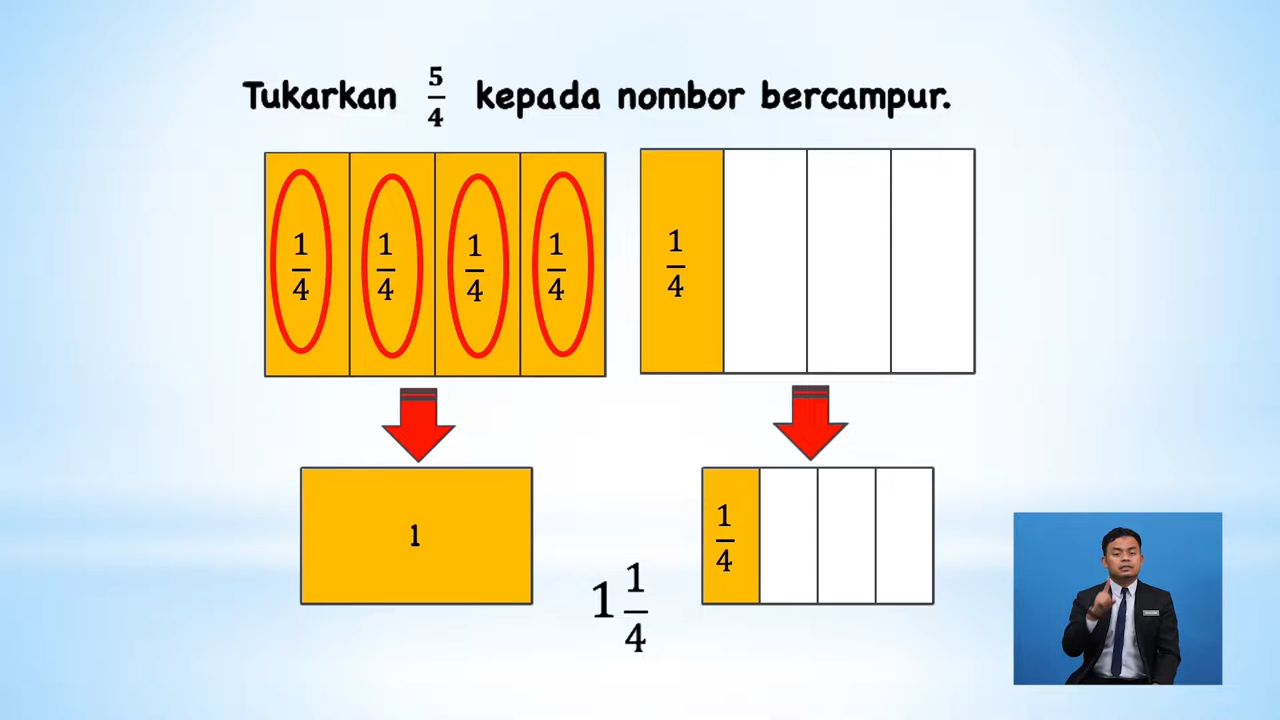 Tukarkan 5/4 kepada nombor bercampur.
1/4 1/4 1/4 1/4 1/4
1 1/4
1 1/4